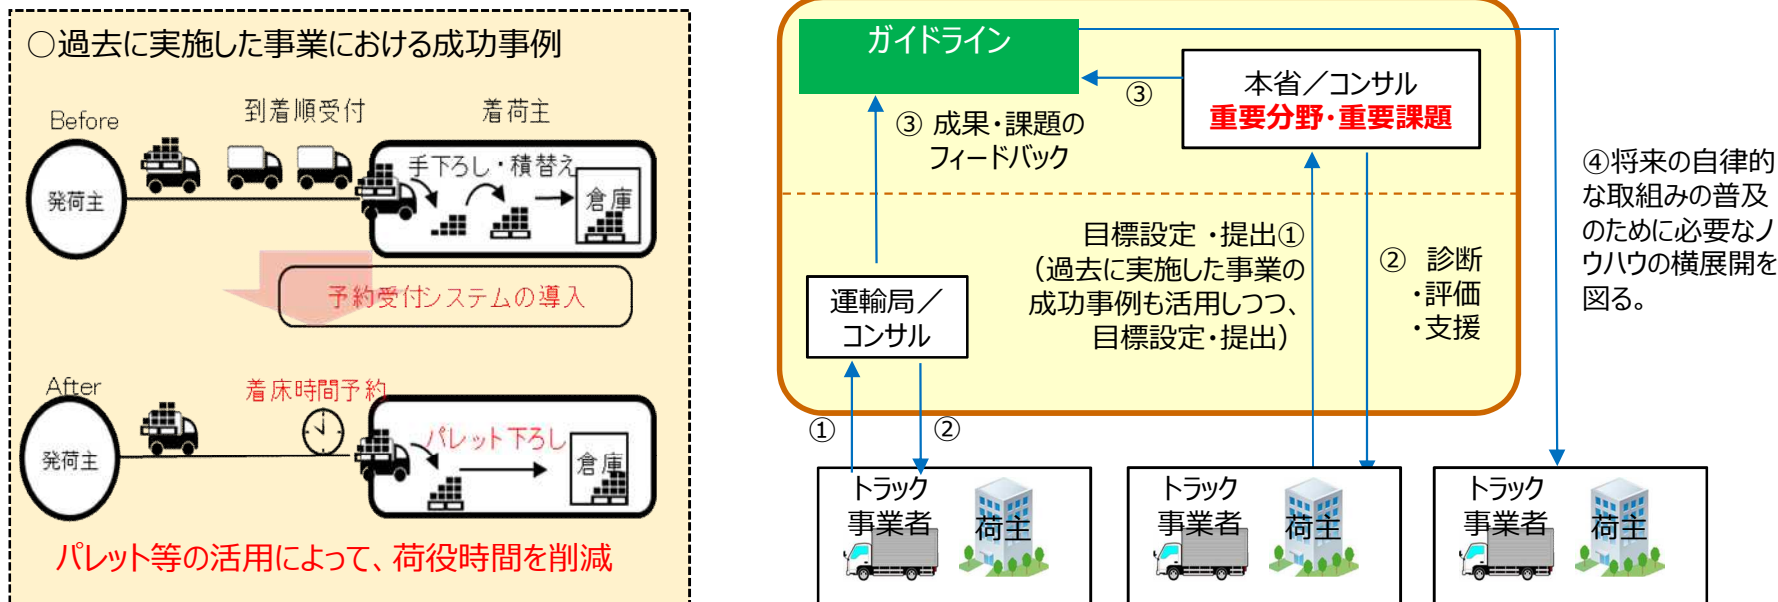 ○過去に実施した事業における成功事例
Before
到着順受付
着荷主
発荷主
手下ろし・積替え
倉庫
予約受付システムの導入
After
着床時間予約
発荷主
パレット下ろし
倉庫
パレット等の活用によって、荷役時間を削減
ガイドライン
本省／コンサル
重要分野・重要課題
③
③ 成果・課題の
フィードバック
目標設定 ・提出①
（過去に実施した事業の
成功事例も活用しつつ、
目標設定・提出）
② 診断
・評価
・支援
運輸局／
コンサル
①
②
④将来の自律的
な取組みの普及
のために必要なノ
ウハウの横展開を
図る。
トラック
事業者
荷主
トラック
事業者
荷主
トラック
事業者
荷主